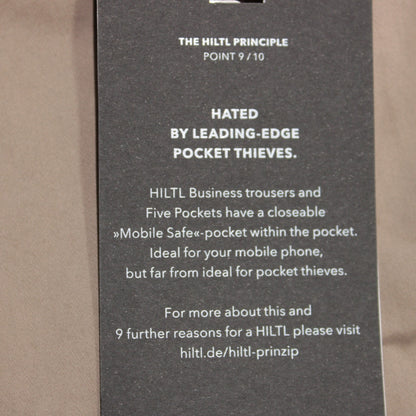 THE HILTL PRINCIPLE
POINT 9 / 10
HATED
BY LEADING-EDGE
POCKET THIEVES.
HILTL Business trousers and
Five Pockets have a closeable
»Mobile Safe«-pocket within the pocket.
Ideal for your mobile phone,
but far from ideal for pocket thieves.
For more about this and
9 further reasons for a HILTL please visit
hiltl.de/hiltl-prinzip